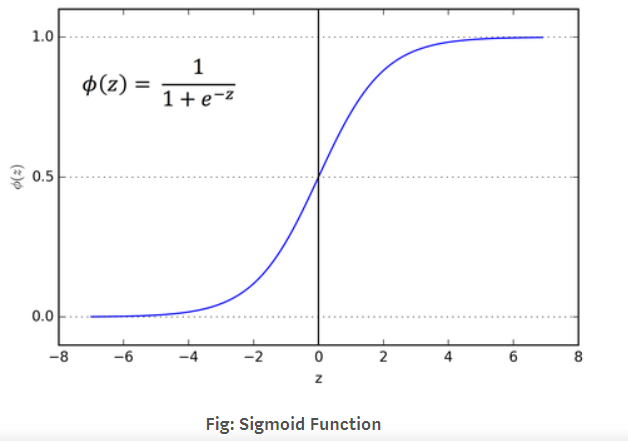 1.0
ϕ(z) = 1 / 1 + e^−z
ϕ(z)
0.5
0.0
−8 −6 −4 −2 0 2 4 6 8
z
Fig: Sigmoid Function